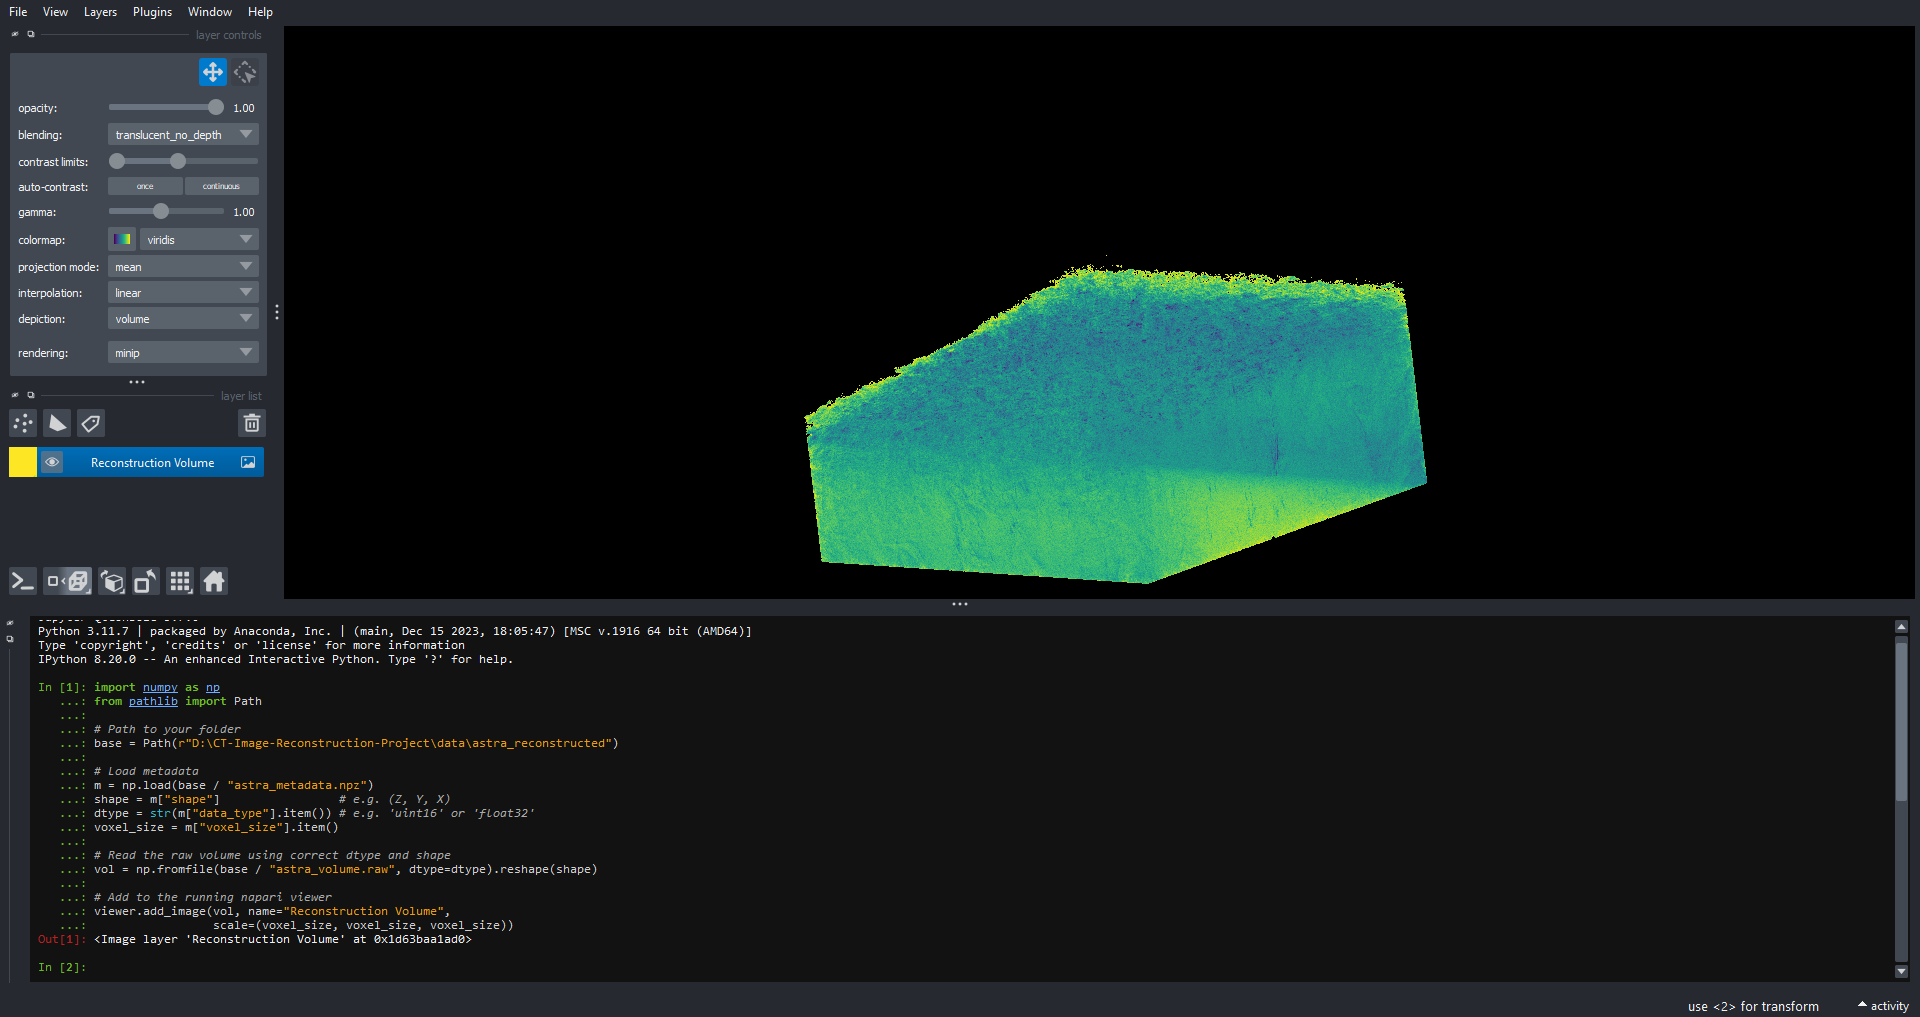 File View Layers Plugins Window Help
layer controls
opacity: 1.00
blending: translucent_no_depth
contrast limits:
auto-contrast: once continuous
gamma: 1.00
colormap: viridis
projection mode: mean
interpolation: linear
depiction: volume
rendering: minip
layer list
Reconstruction Volume
Python 3.11.7 | packaged by Anaconda, Inc. | (main, Dec 15 2023, 18:05:47) [MSC v.1916 64 bit (AMD64)]
Type 'copyright', 'credits' or 'license' for more information
IPython 8.20.0 -- An enhanced Interactive Python. Type '?' for help.
In [1]: import numpy as np
...: from pathlib import Path
...:
...: # Path to your folder
...: base = Path(r"D:\CT-Image-Reconstruction-Project\data\astra_reconstructed")
...:
...: # Load metadata
...: m = np.load(base / "astra_metadata.npz")
...: shape = m["shape"] # e.g. (Z, Y, X)
...: dtype = str(m["data_type"].item()) # e.g. 'uint16' or 'float32'
...: voxel_size = m["voxel_size"].item()
...:
...: # Read the raw volume using correct dtype and shape
...: vol = np.fromfile(base / "astra_volume.raw", dtype=dtype).reshape(shape)
...:
...: # Add to the running napari viewer
...: viewer.add_image(vol, name="Reconstruction Volume",
...: scale=(voxel_size, voxel_size, voxel_size))
Out[1]: <Image layer 'Reconstruction Volume' at 0x1d63baa1ad0>
In [2]:
use <2> for transform
activity